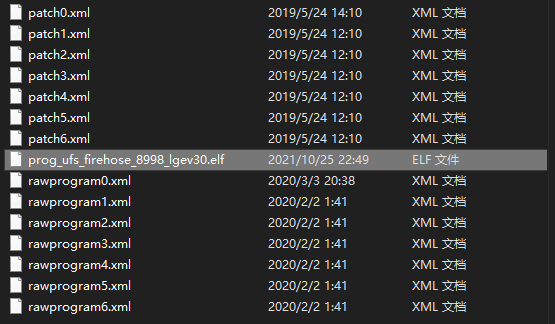 patch0.xml 2019/5/24 14:10 XML 文档
patch1.xml 2019/5/24 12:10 XML 文档
patch2.xml 2019/5/24 12:10 XML 文档
patch3.xml 2019/5/24 12:10 XML 文档
patch4.xml 2019/5/24 12:10 XML 文档
patch5.xml 2019/5/24 12:10 XML 文档
patch6.xml 2019/5/24 12:10 XML 文档
prog_ufs_firehose_8998_lgev30.elf 2021/10/25 22:49 ELF 文件
rawprogram0.xml 2020/3/3 20:38 XML 文档
rawprogram1.xml 2020/2/2 1:41 XML 文档
rawprogram2.xml 2020/2/2 1:41 XML 文档
rawprogram3.xml 2020/2/2 1:41 XML 文档
rawprogram4.xml 2020/2/2 1:41 XML 文档
rawprogram5.xml 2020/2/2 1:41 XML 文档
rawprogram6.xml 2020/2/2 1:41 XML 文档